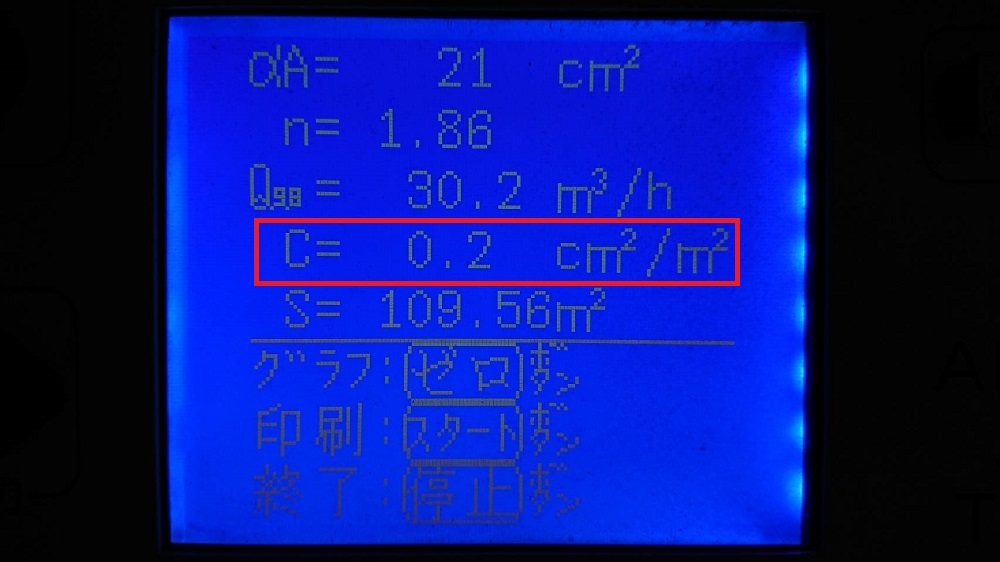 αA= 21 cm²
n= 1.86
Q₉.₈= 30.2 m³/h
C= 0.2 cm²/m²
S= 109.56m²
グラフ:ゼロボタン
印刷:スタートボタン
終了:停止ボタン